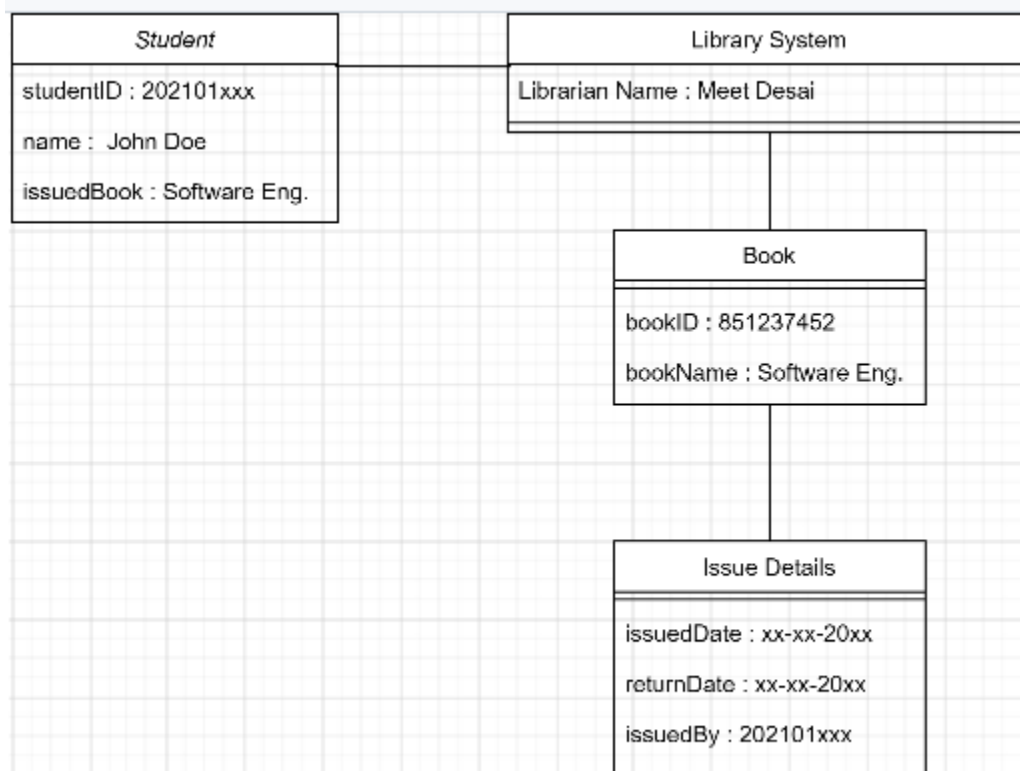 Student
studentID : 202101xxx
name :  John Doe
issuedBook : Software Eng.
Library System
Librarian Name : Meet Desai
Book
bookID : 851237452
bookName : Software Eng.
Issue Details
issuedDate : xx-xx-20xx
returnDate : xx-xx-20xx
issuedBy : 202101xxx